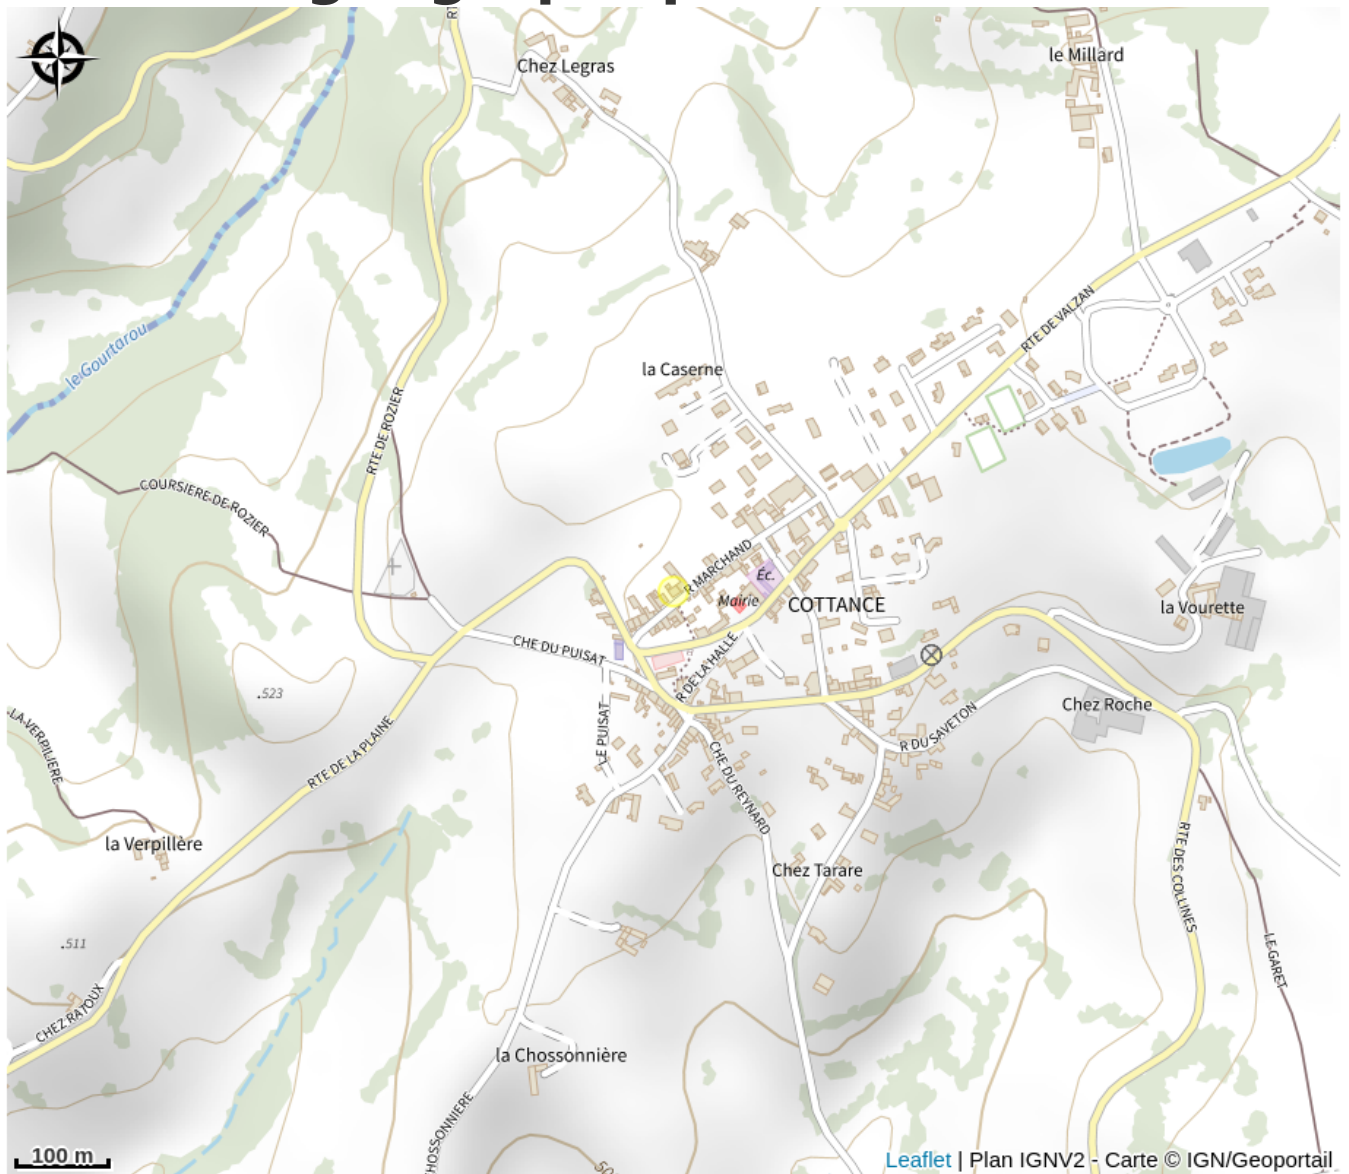 Chez Legras
le Millard
le Gourtarou
RTE DE VALZAN
la Caserne
RTE DE ROZIER
COURSIERE DE ROZIER
R MARCHAND
Éc.
Mairie
COTTANCE
la Vourette
CHE DU PUISAT
R DE LA HALLE
.523
LA VERPILIERE
LE PUISAT
Chez Roche
R DU SAVETON
RTE DE LA PLAINE
CHE DU REYNARD
la Verpillère
Chez Tarare
RTE DES COLLINES
.511
LE GARET
CHEZ RATOUX
la Chossonnière
HOSSONNIERE
100 m
50
Leaflet | Plan IGNV2 - Carte © IGN/Geoportail